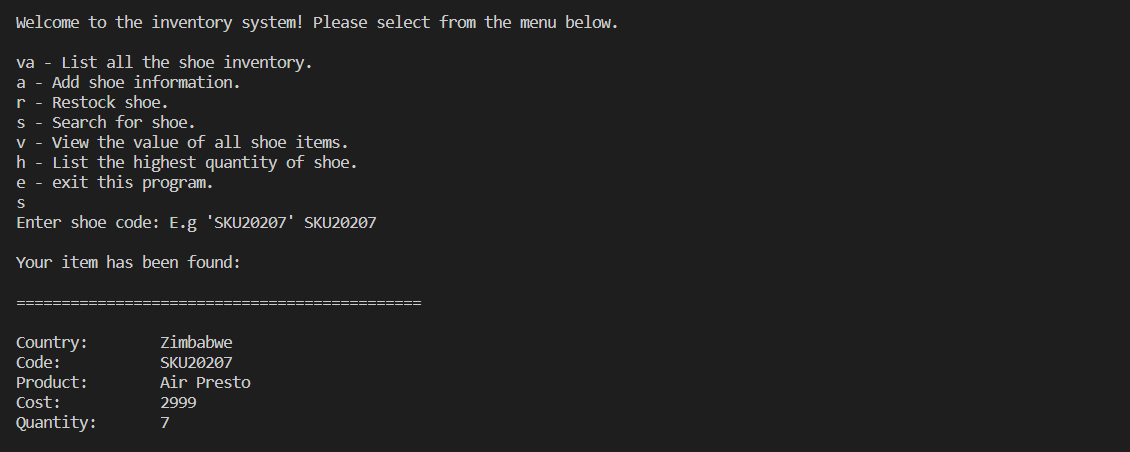 Welcome to the inventory system! Please select from the menu below.
va - List all the shoe inventory.
a - Add shoe information.
r - Restock shoe.
s - Search for shoe.
v - View the value of all shoe items.
h - List the highest quantity of shoe.
e - exit this program.
s
Enter shoe code: E.g 'SKU20207' SKU20207
Your item has been found:
=============================================
Country:        Zimbabwe
Code:           SKU20207
Product:        Air Presto
Cost:           2999
Quantity:       7